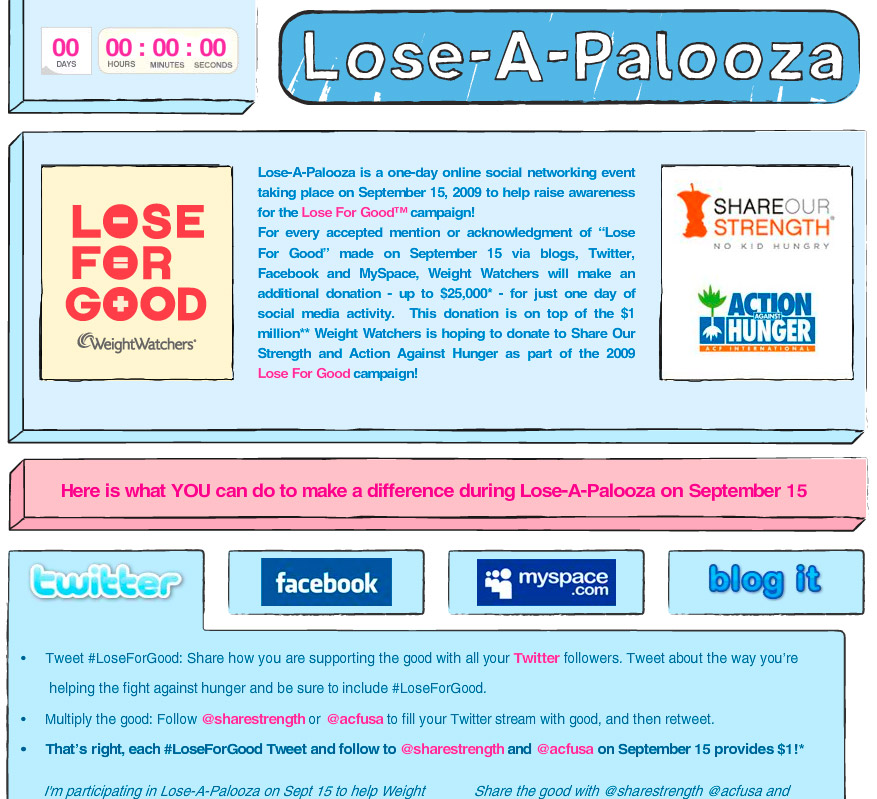 00 00 : 00 : 00
DAYS HOURS MINUTES SECONDS
Lose-A-Palooza
LOSE
FOR
GOOD
WeightWatchers
Lose-A-Palooza is a one-day online social networking event
taking place on September 15, 2009 to help raise awareness
for the Lose For Good™ campaign!
For every accepted mention or acknowledgment of “Lose
For Good” made on September 15 via blogs, Twitter,
Facebook and MySpace, Weight Watchers will make an
additional donation - up to $25,000* - for just one day of
social media activity. This donation is on top of the $1
million** Weight Watchers is hoping to donate to Share Our
Strength and Action Against Hunger as part of the 2009
Lose For Good campaign!
SHARE OUR
STRENGTH®
NO KID HUNGRY
ACTION
AGAINST
HUNGER
ACF INTERNATIONAL
Here is what YOU can do to make a difference during Lose-A-Palooza on September 15
twitter
facebook
myspace
.com
blog it
• Tweet #LoseForGood: Share how you are supporting the good with all your Twitter followers. Tweet about the way you’re
helping the fight against hunger and be sure to include #LoseForGood.
• Multiply the good: Follow @sharestrength or @acfusa to fill your Twitter stream with good, and then retweet.
• That’s right, each #LoseForGood Tweet and follow to @sharestrength and @acfusa on September 15 provides $1!*
I'm participating in Lose-A-Palooza on Sept 15 to help Weight
Share the good with @sharestrength @acfusa and